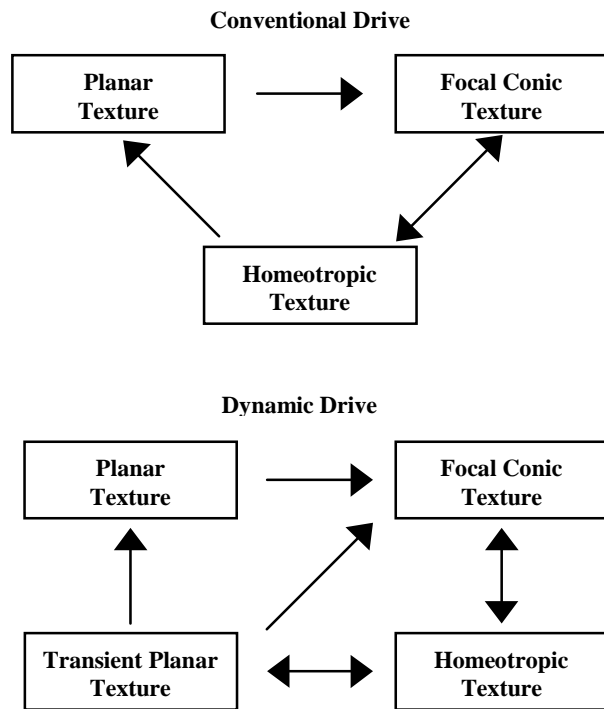 Conventional Drive
Planar
Texture
Focal Conic
Texture
Homeotropic
Texture
Dynamic Drive
Planar
Texture
Focal Conic
Texture
Transient Planar
Texture
Homeotropic
Texture